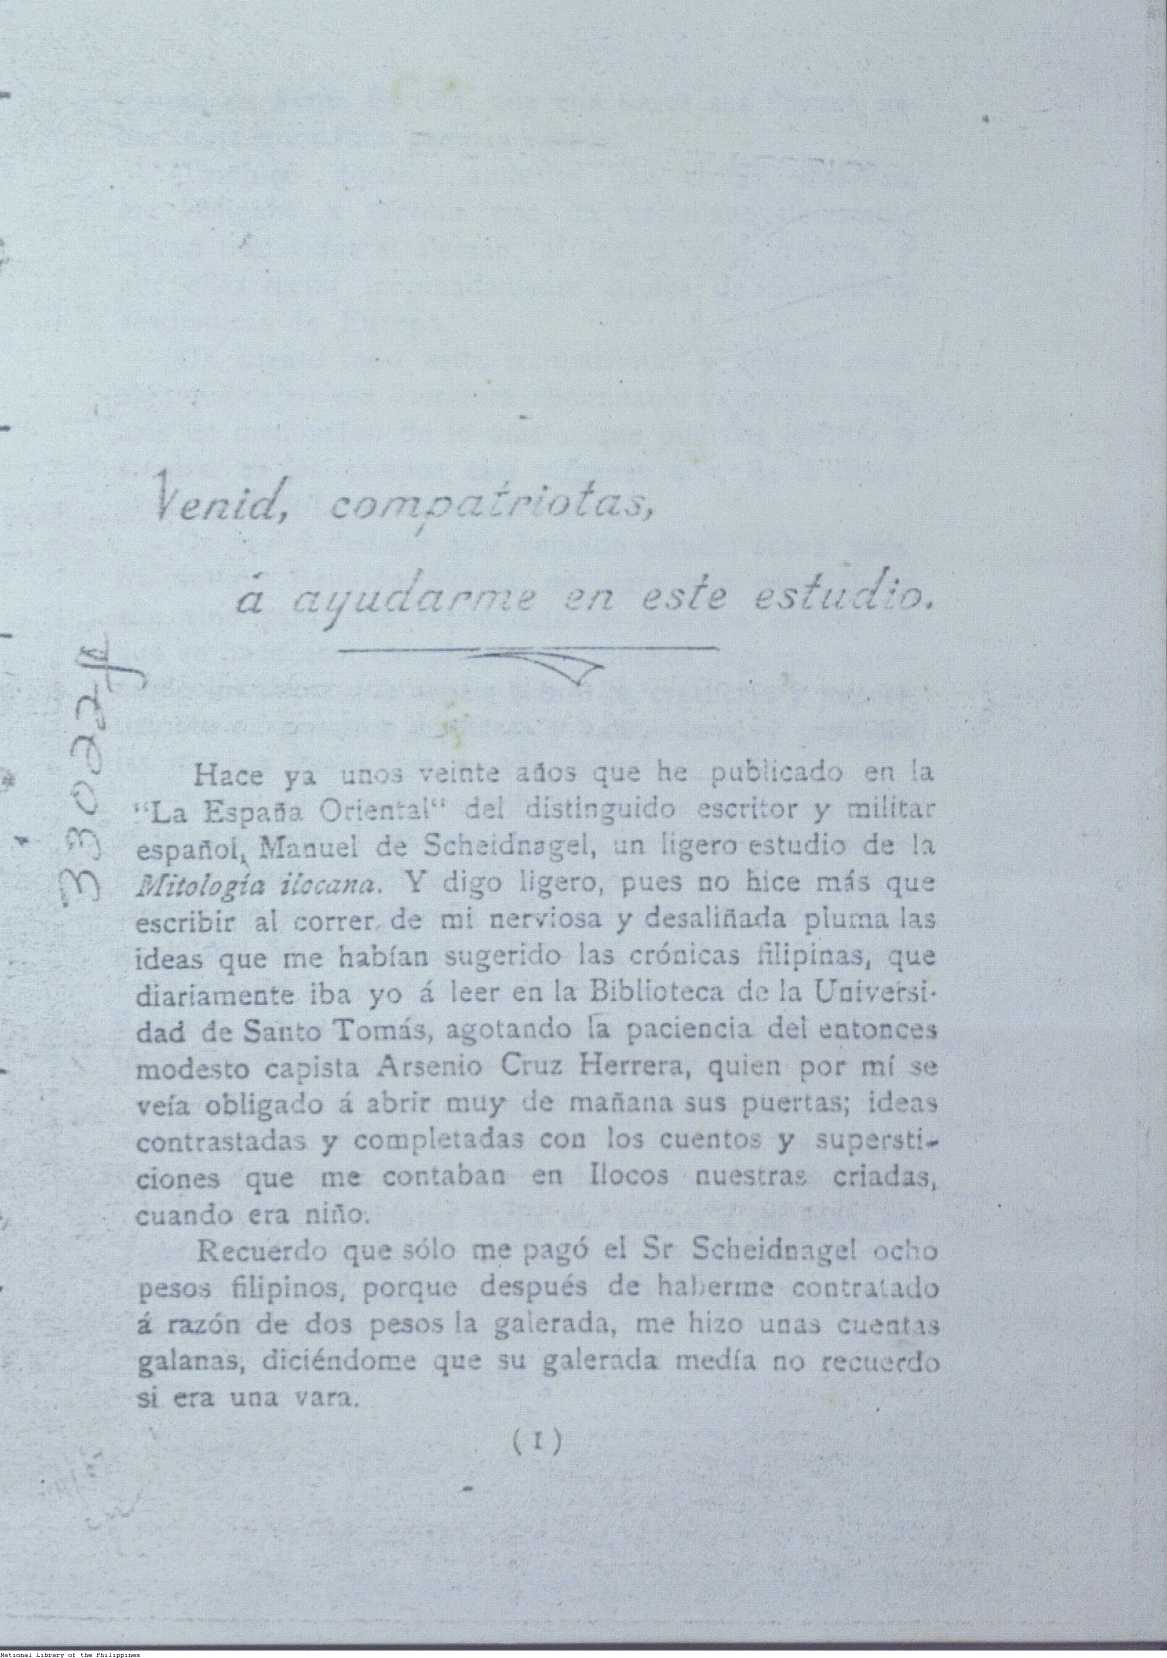 Venid, compatriotas,
á ayudarme en este estudio.
33022
Hace ya unos veinte años que he publicado en la
“La España Oriental“ del distinguido escritor y militar
español, Manuel de Scheidnagel, un ligero estudio de la
Mitología ilocana. Y digo ligero, pues no hice más que
escribir al correr de mi nerviosa y desaliñada pluma las
ideas que me habían sugerido las crónicas filipinas, que
diariamente iba yo á leer en la Biblioteca de la Universi-
dad de Santo Tomás, agotando la paciencia del entonces
modesto capista Arsenio Cruz Herrera, quien por mí se
veía obligado á abrir muy de mañana sus puertas; ideas
contrastadas y completadas con los cuentos y supersti-
ciones que me contaban en Ilocos nuestras criadas,
cuando era niño.
Recuerdo que sólo me pagó el Sr Scheidnagel ocho
pesos filipinos, porque después de haberme contratado
á razón de dos pesos la galerada, me hizo unas cuentas
galanas, diciéndome que su galerada medía no recuerdo
si era una vara.
(I)
National Library of the Philippines